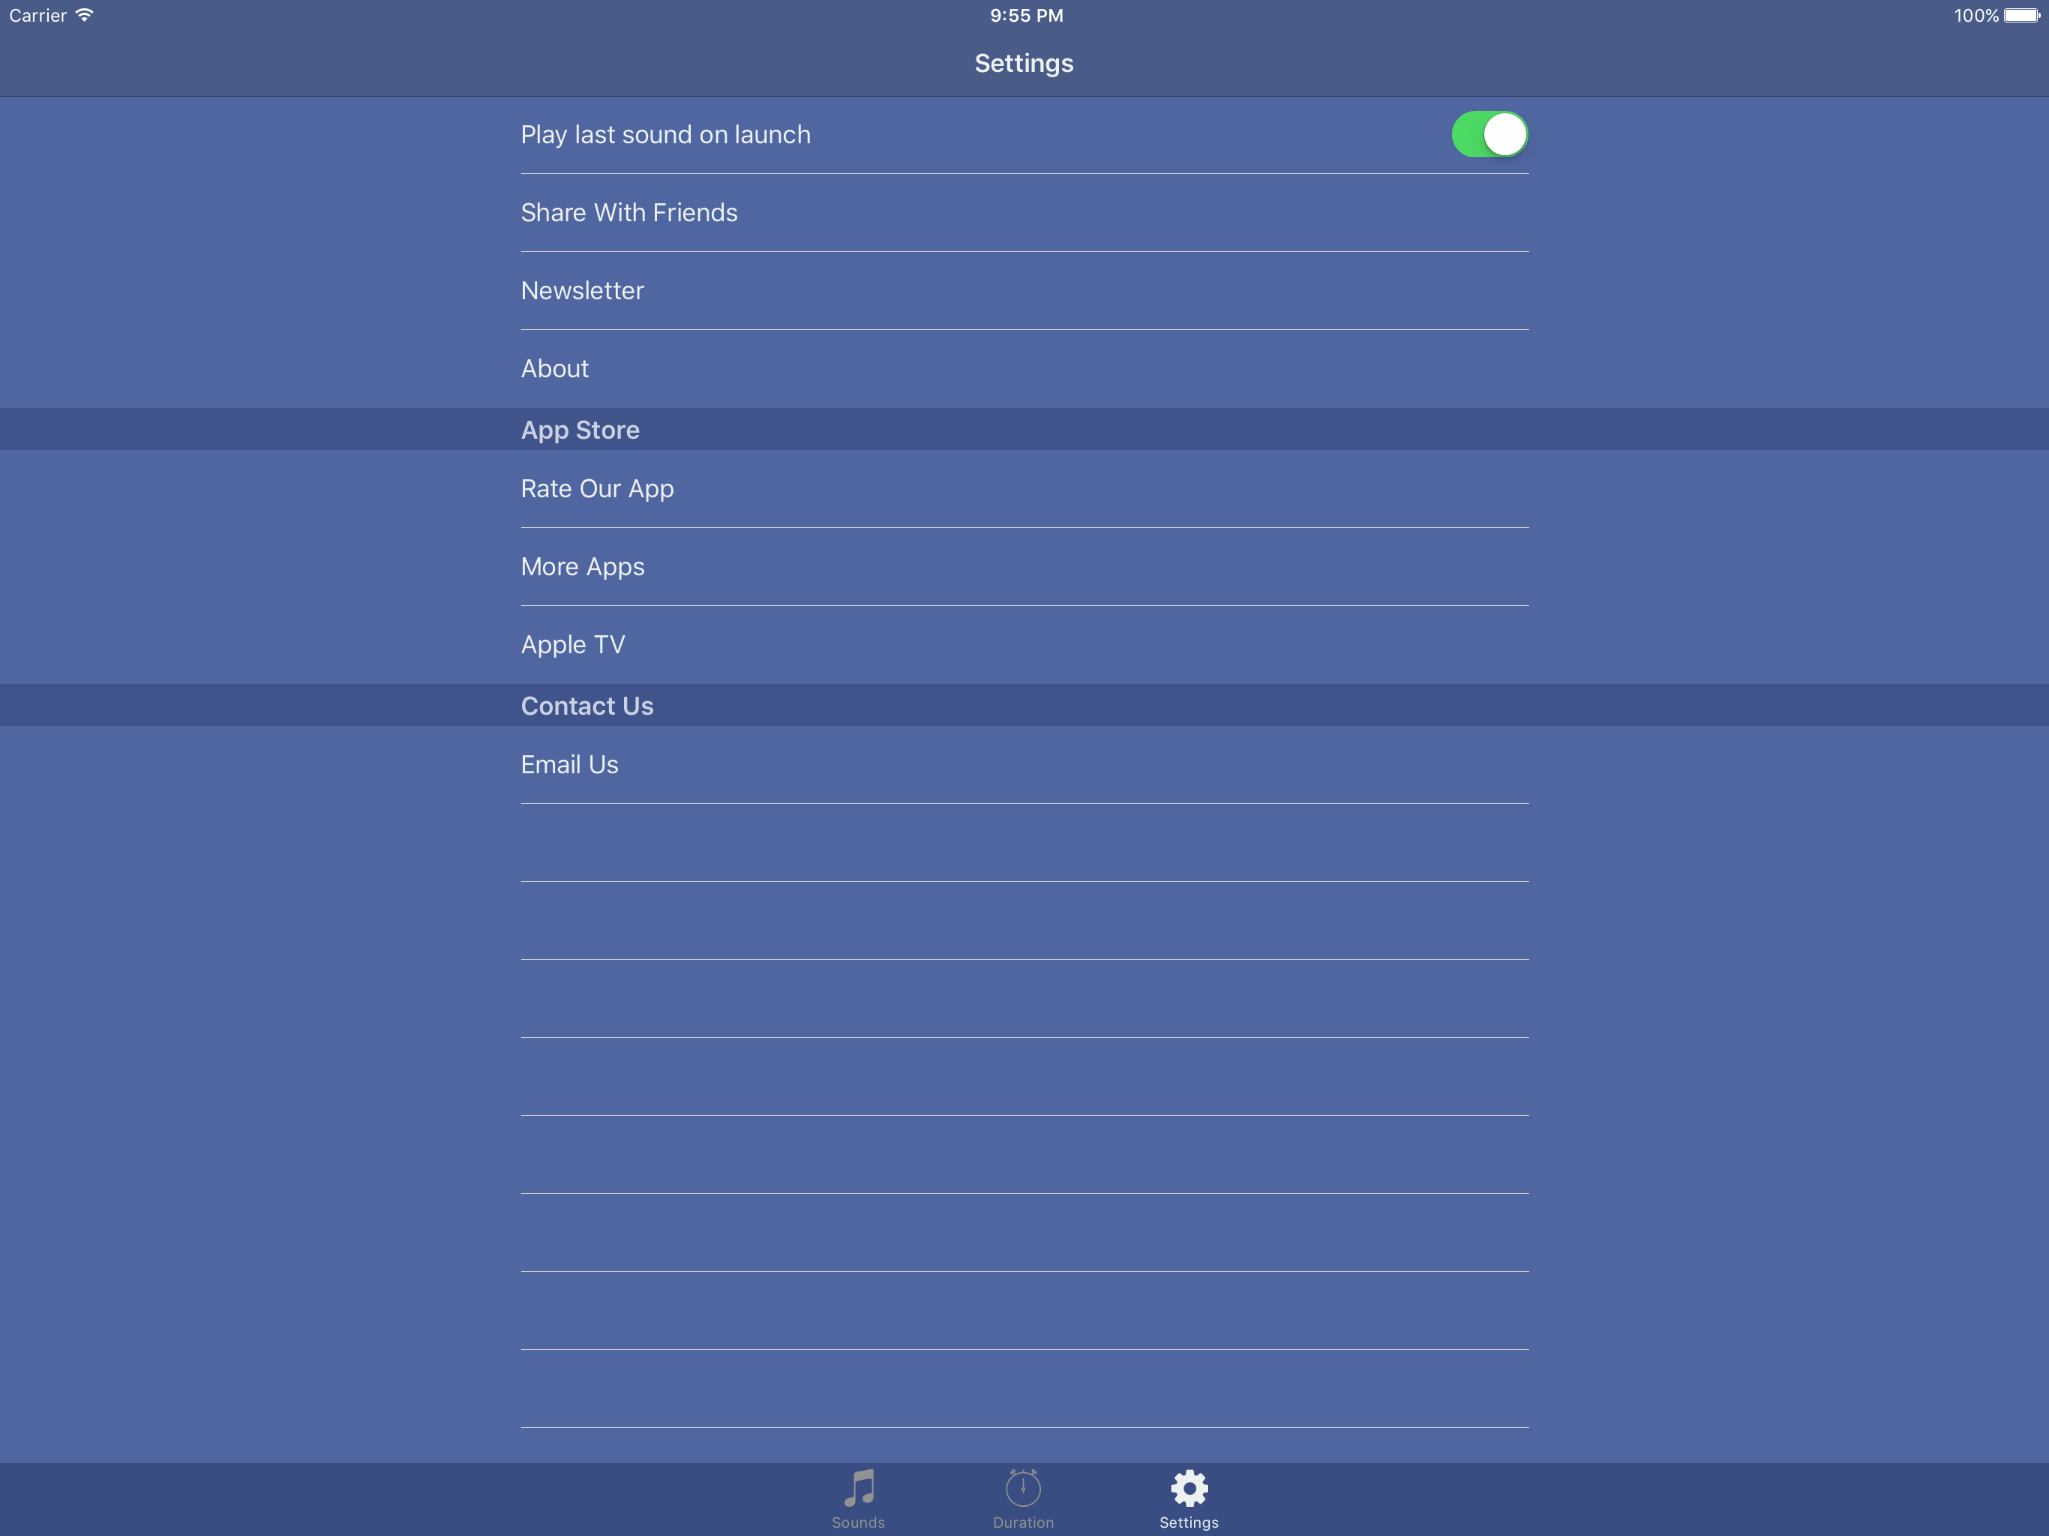 Carrier 9:55 PM 100%
Settings
Play last sound on launch
Share With Friends
Newsletter
About
App Store
Rate Our App
More Apps
Apple TV
Contact Us
Email Us
Sounds Duration Settings